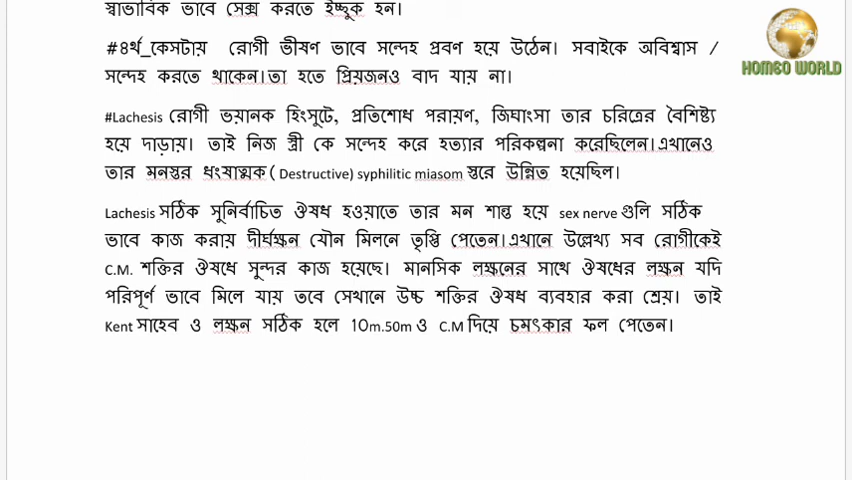 স্বাভাবিক ভাবে সেক্স করতে ইচ্ছুক হন।
#৪র্থ_কেসটায় রোগী ভীষণ ভাবে সন্দেহ প্রবণ হয়ে উঠেন। সবাইকে অবিশ্বাস /
সন্দেহ করতে থাকেন।তা হতে প্রিয়জনও বাদ যায় না।
#Lachesis রোগী ভয়ানক হিংসুটে, প্রতিশোধ পরায়ণ, জিঘাংসা তার চরিত্রের বৈশিষ্ট্য
হয়ে দাড়ায়। তাই নিজ স্ত্রী কে সন্দেহ করে হত্যার পরিকল্পনা করেছিলেন।এখানেও
তার মনস্তর ধংষাত্মক ( Destructive) syphilitic miasom স্তরে উন্নিত হয়েছিল।
Lachesis সঠিক সুনির্বাচিত ঔষধ হওয়াতে তার মন শান্ত হয়ে sex nerve গুলি সঠিক
ভাবে কাজ করায় দীর্ঘক্ষন যৌন মিলনে তৃপ্তি পেতেন।এখানে উল্লেখ্য সব রোগীকেই
C.M. শক্তির ঔষধে সুন্দর কাজ হয়েছে। মানসিক লক্ষনের সাথে ঔষধের লক্ষন যদি
পরিপূর্ণ ভাবে মিলে যায় তবে সেখানে উচ্চ শক্তির ঔষধ ব্যবহার করা শ্রেয়। তাই
Kent সাহেব ও লক্ষন সঠিক হলে 10m.50m ও C.M দিয়ে চমৎকার ফল পেতেন।
HOMEO WORLD